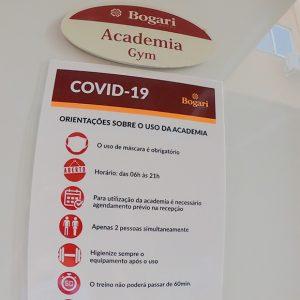 Bogari
Academia
Gym
COVID-19
Bogari
ORIENTAÇÕES SOBRE O USO DA ACADEMIA
O uso de máscara é obrigatório
ABERTO
Horário: das 06h às 21h
Para utilização da academia é necessário
agendamento prévio na recepção
Apenas 2 pessoas simultaneamente
Higienize sempre o
equipamento após o uso
60
O treino não poderá passar de 60min.